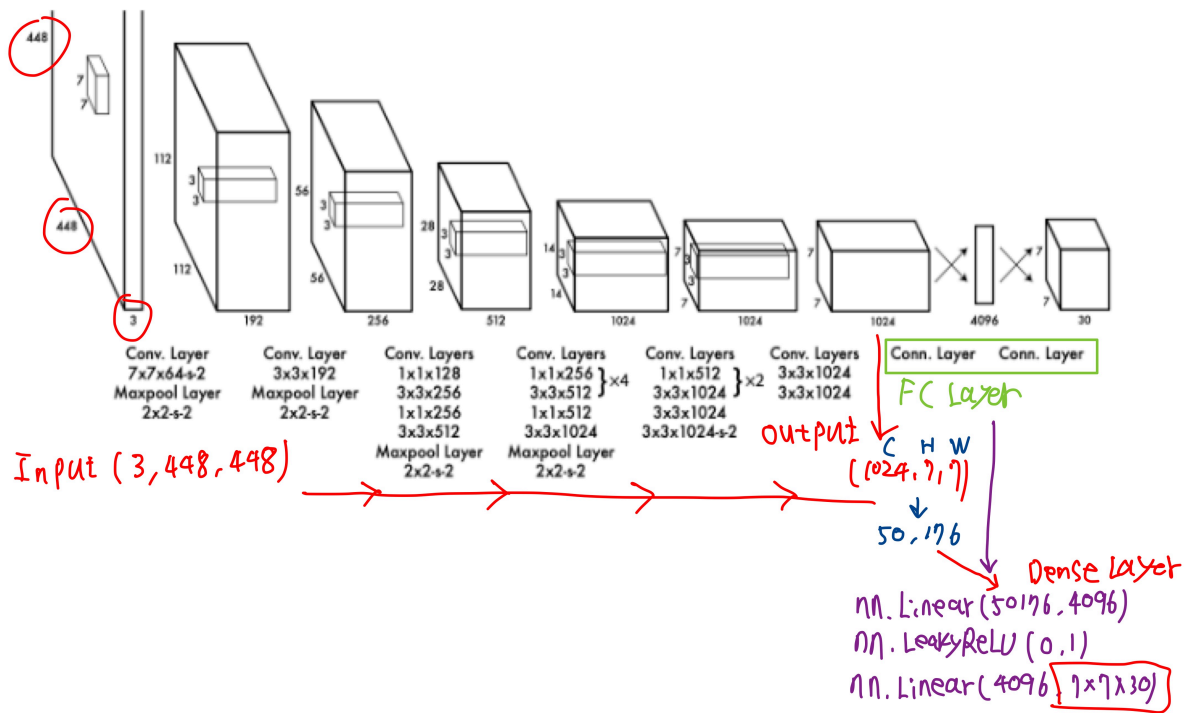 448
7
7
448
3
112
3
3
112
192
56
3
3
56
256
28
3
3
28
512
14
3
3
14
1024
7
3
3
7
1024
7
7
1024
4096
7
7
30
Conv. Layer
7x7x64-s-2
Maxpool Layer
2x2-s-2
Conv. Layer
3x3x192
Maxpool Layer
2x2-s-2
Conv. Layers
1x1x128
3x3x256
1x1x256
3x3x512
Maxpool Layer
2x2-s-2
Conv. Layers
1x1x256
3x3x512
}×4
1x1x512
3x3x1024
Maxpool Layer
2x2-s-2
Conv. Layers
1x1x512
3x3x1024
}×2
3x3x1024
3x3x1024-s-2
Conv. Layers
3x3x1024
3x3x1024
Conn. Layer
Conn. Layer
FC Layer
Input (3,448,448)
Output
C H W
(1024,7,7)
50,176
Dense Layer
nn.Linear(50176,4096)
nn.LeakyReLU(0,1)
nn.Linear(4096, 7×7×30)